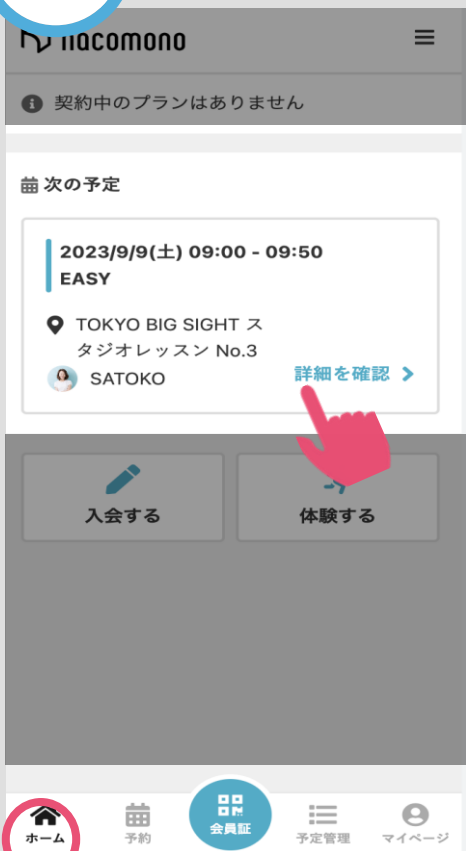 hacomono
契約中のプランはありません
次の予定
2023/9/9(土) 09:00 - 09:50
EASY
TOKYO BIG SIGHT ス
タジオレッスン No.3
SATOKO
詳細を確認
入会する
体験する
ホーム
予約
会員証
予定管理
マイページ